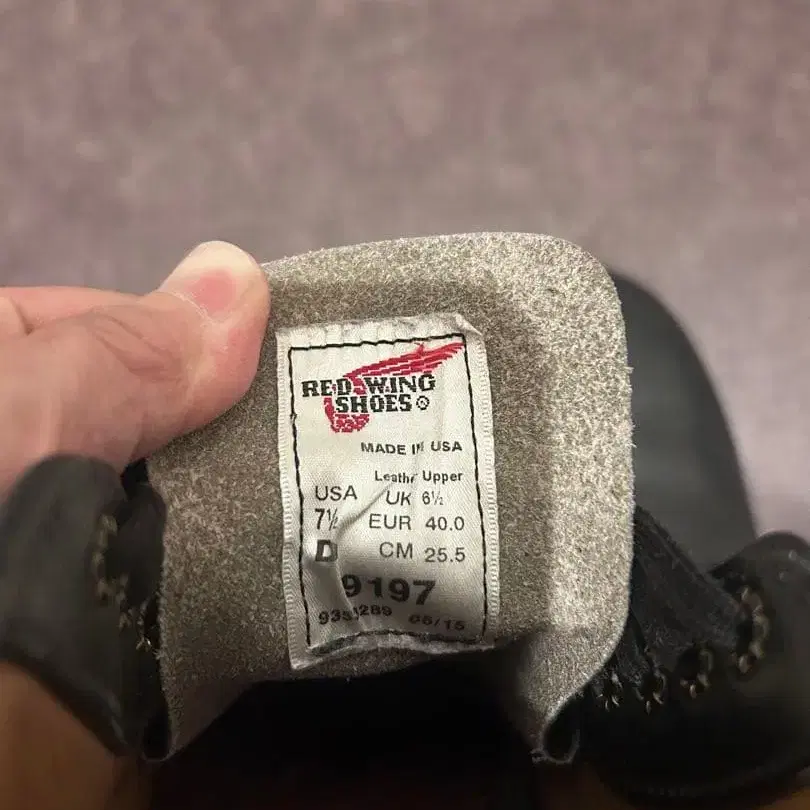 RED WING
SHOES®
MADE IN USA
Leather Upper
USA UK 6½
7½ EUR 40.0
D CM 25.5
9197
/15